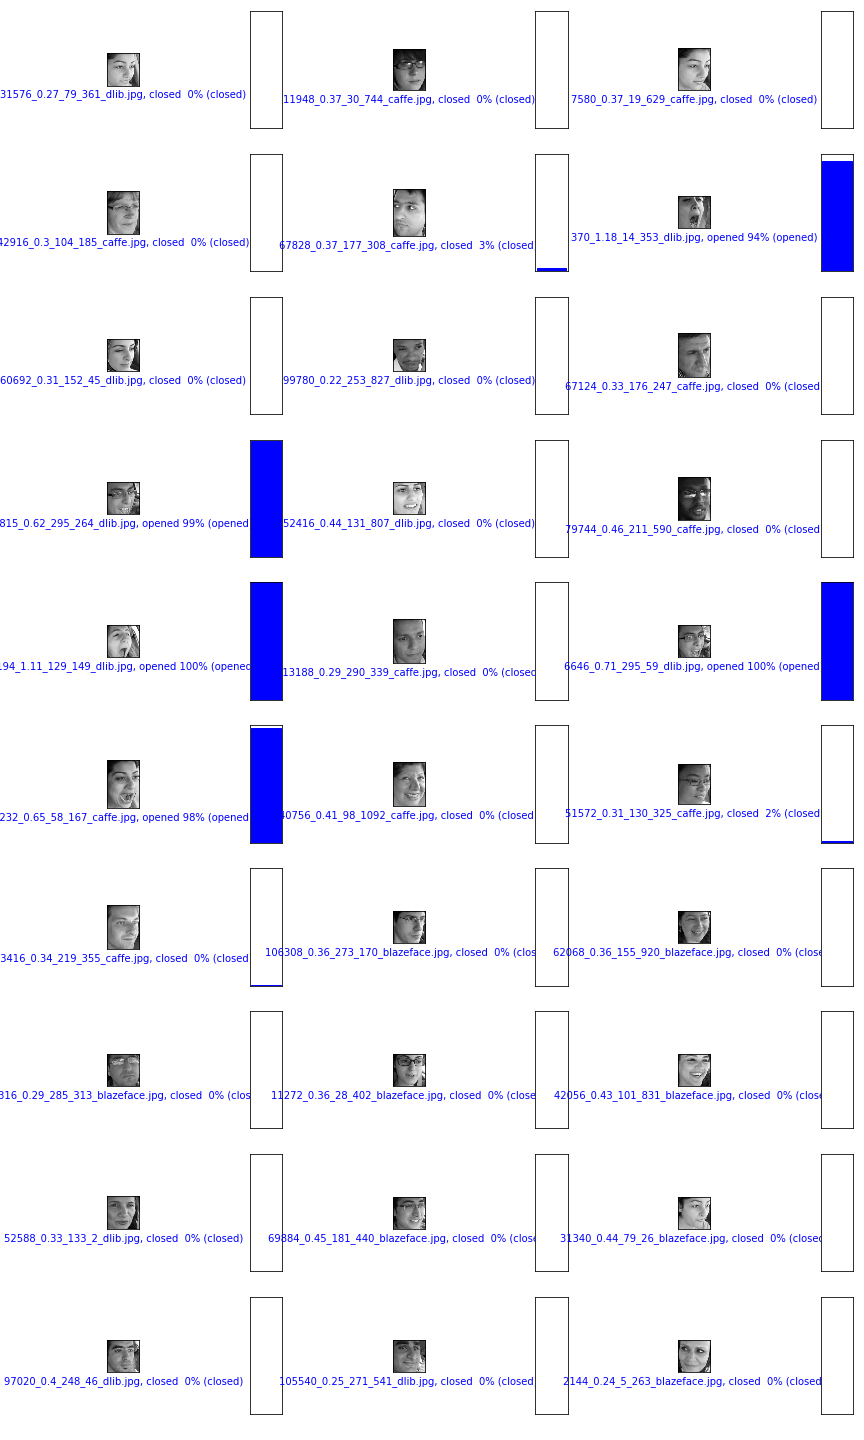 31576_0.27_79_361_dlib.jpg, closed  0% (closed)
11948_0.37_30_744_caffe.jpg, closed  0% (closed)
7580_0.37_19_629_caffe.jpg, closed  0% (closed)
42916_0.3_104_185_caffe.jpg, closed  0% (closed)
67828_0.37_177_308_caffe.jpg, closed  3% (closed
370_1.18_14_353_dlib.jpg, opened 94% (opened)
60692_0.31_152_45_dlib.jpg, closed  0% (closed)
99780_0.22_253_827_dlib.jpg, closed  0% (closed)
67124_0.33_176_247_caffe.jpg, closed  0% (closed
815_0.62_295_264_dlib.jpg, opened 99% (opened
52416_0.44_131_807_dlib.jpg, closed  0% (closed)
79744_0.46_211_590_caffe.jpg, closed  0% (closed
194_1.11_129_149_dlib.jpg, opened 100% (opened
13188_0.29_290_339_caffe.jpg, closed  0% (closed
6646_0.71_295_59_dlib.jpg, opened 100% (opened
232_0.65_58_167_caffe.jpg, opened 98% (opened
40756_0.41_98_1092_caffe.jpg, closed  0% (closed
51572_0.31_130_325_caffe.jpg, closed  2% (closed
3416_0.34_219_355_caffe.jpg, closed  0% (closed
106308_0.36_273_170_blazeface.jpg, closed  0% (clos
62068_0.36_155_920_blazeface.jpg, closed  0% (close
316_0.29_285_313_blazeface.jpg, closed  0% (clos
11272_0.36_28_402_blazeface.jpg, closed  0% (close
42056_0.43_101_831_blazeface.jpg, closed  0% (close
52588_0.33_133_2_dlib.jpg, closed  0% (closed)
69884_0.45_181_440_blazeface.jpg, closed  0% (close
31340_0.44_79_26_blazeface.jpg, closed  0% (closed
97020_0.4_248_46_dlib.jpg, closed  0% (closed)
105540_0.25_271_541_dlib.jpg, closed  0% (closed)
2144_0.24_5_263_blazeface.jpg, closed  0% (closed